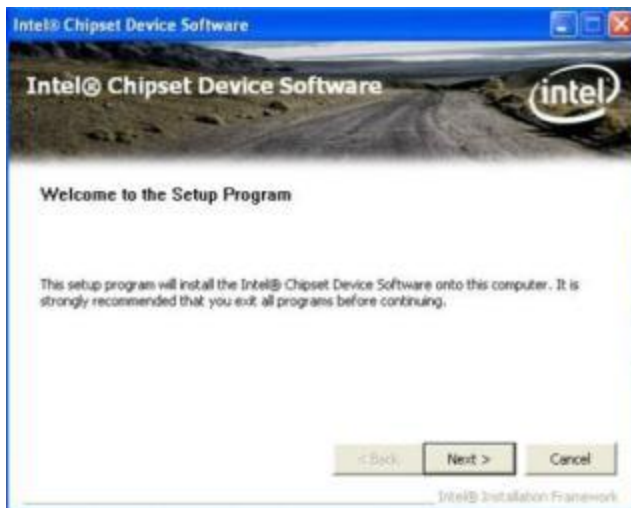 Intel® Chipset Device Software
Intel® Chipset Device Software
intel
Welcome to the Setup Program
This setup program will install the Intel® Chipset Device Software onto this computer. It is
strongly recommended that you exit all programs before continuing.
< Back
Next >
Cancel
Intel® Installation Framework